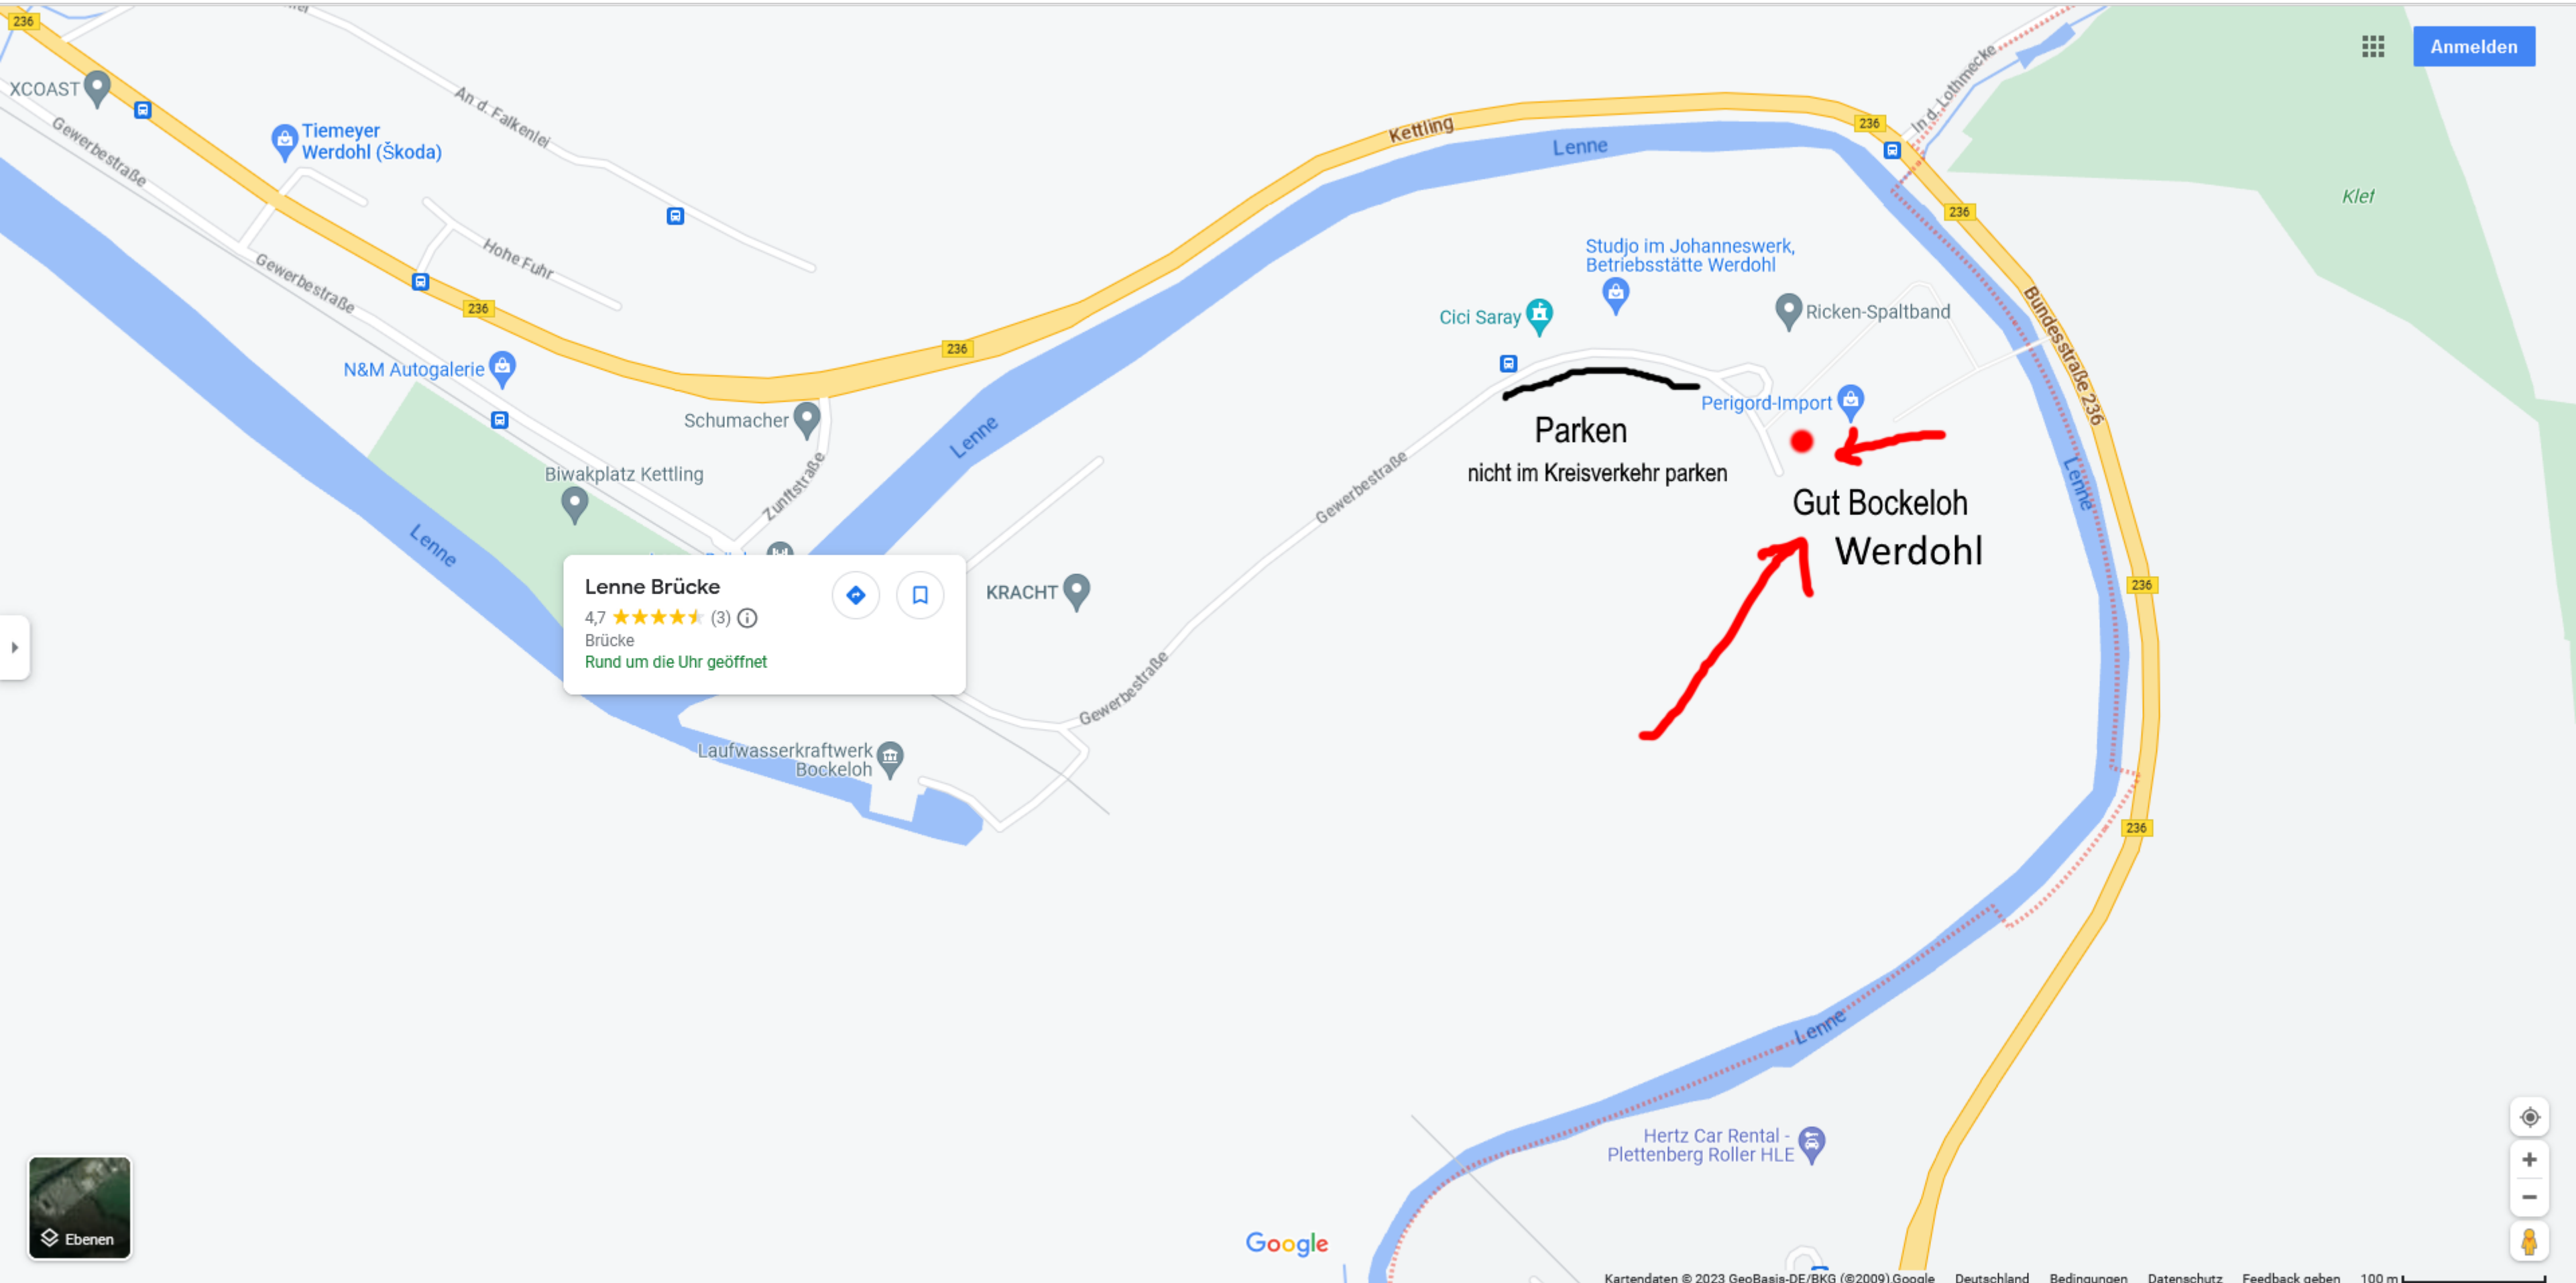 236
XCOAST
Gewerbestraße
Tiemeyer
Werdohl (Škoda)
An d. Falkenlei
Hohe Fuhr
Gewerbestraße
236
N&M Autogalerie
236
Schumacher
Biwakplatz Kettling
Zunftstraße
Lenne
Lenne
Kettling
Lenne
236
In d. Lothmecke
Anmelden
236
Klef
Studjo im Johanneswerk,
Betriebsstätte Werdohl
Cici Saray
Ricken-Spaltband
Bundesstraße 236
Perigord-Import
Parken
nicht im Kreisverkehr parken
Gewerbestraße
Gut Bockeloh
Werdohl
Lenne
236
Lenne Brücke
4,7 (3)
Brücke
Rund um die Uhr geöffnet
KRACHT
Gewerbestraße
Laufwasserkraftwerk
Bockeloh
236
Lenne
Hertz Car Rental -
Plettenberg Roller HLE
Ebenen
Google
Kartendaten © 2023 GeoBasis-DE/BKG (©2009),Google Deutschland Bedingungen Datenschutz Feedback geben 100 m